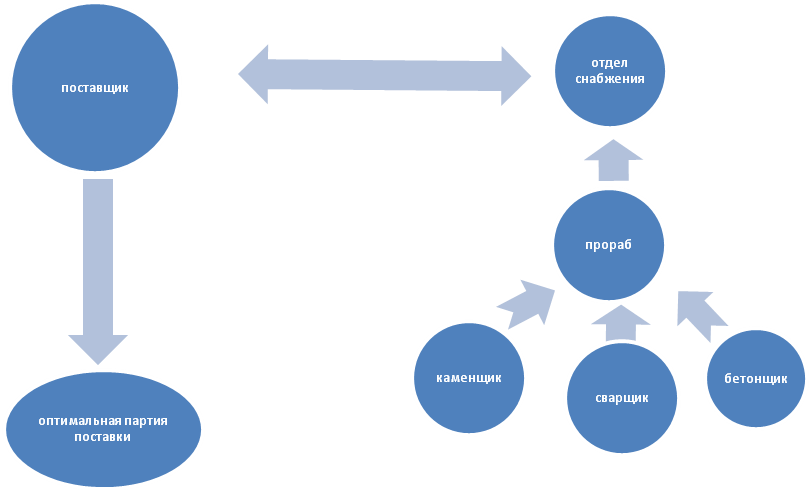 поставщик
отдел
снабжения
прораб
каменщик
сварщик
бетонщик
оптимальная партия
поставки